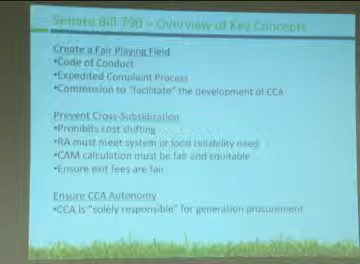 Senate Bill 790 – Overview of Key Concepts
Create a Fair Playing Field
•Code of Conduct
•Expedited Complaint Process
•Commission to "facilitate" the development of CCA
Prevent Cross-Subsidization
•Prohibits cost shifting
•RA must meet system or local reliability need
•CAM calculation must be fair and equitable
•Ensure exit fees are fair
Ensure CCA Autonomy
•CCA is "solely responsible" for generation procurement